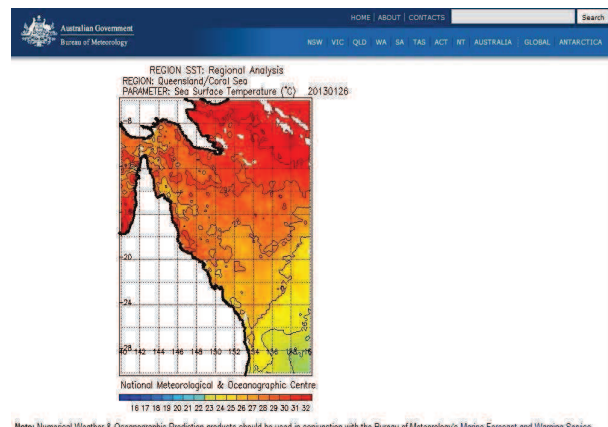 HOME | ABOUT | CONTACTS Search
Australian Government
Bureau of Meteorology
NSW VIC QLD WA SA TAS ACT NT AUSTRALIA GLOBAL ANTARCTICA
REGION SST: Regional Analysis
REGION: Queensland/Coral Sea
PARAMETER: Sea Surface Temperature (°C) 20130126
-8
-20
-24
-28
142 144 146 148 150 152 154 156 158
27
26
National Meteorological & Oceanographic Centre
16 17 18 19 20 21 22 23 24 25 26 27 28 29 30 31 32
Note: Numerical Weather & Oceanographic Prediction products should be used in conjunction with the Bureau of Meteorology's Marine Forecast and Warning Service